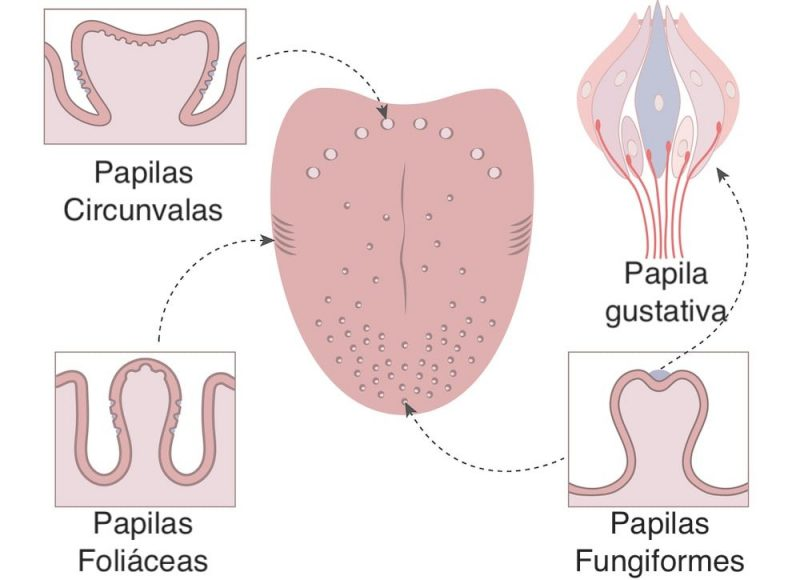 Papilas
Circunvalas
Papila
gustativa
Papilas
Foliáceas
Papilas
Fungiformes